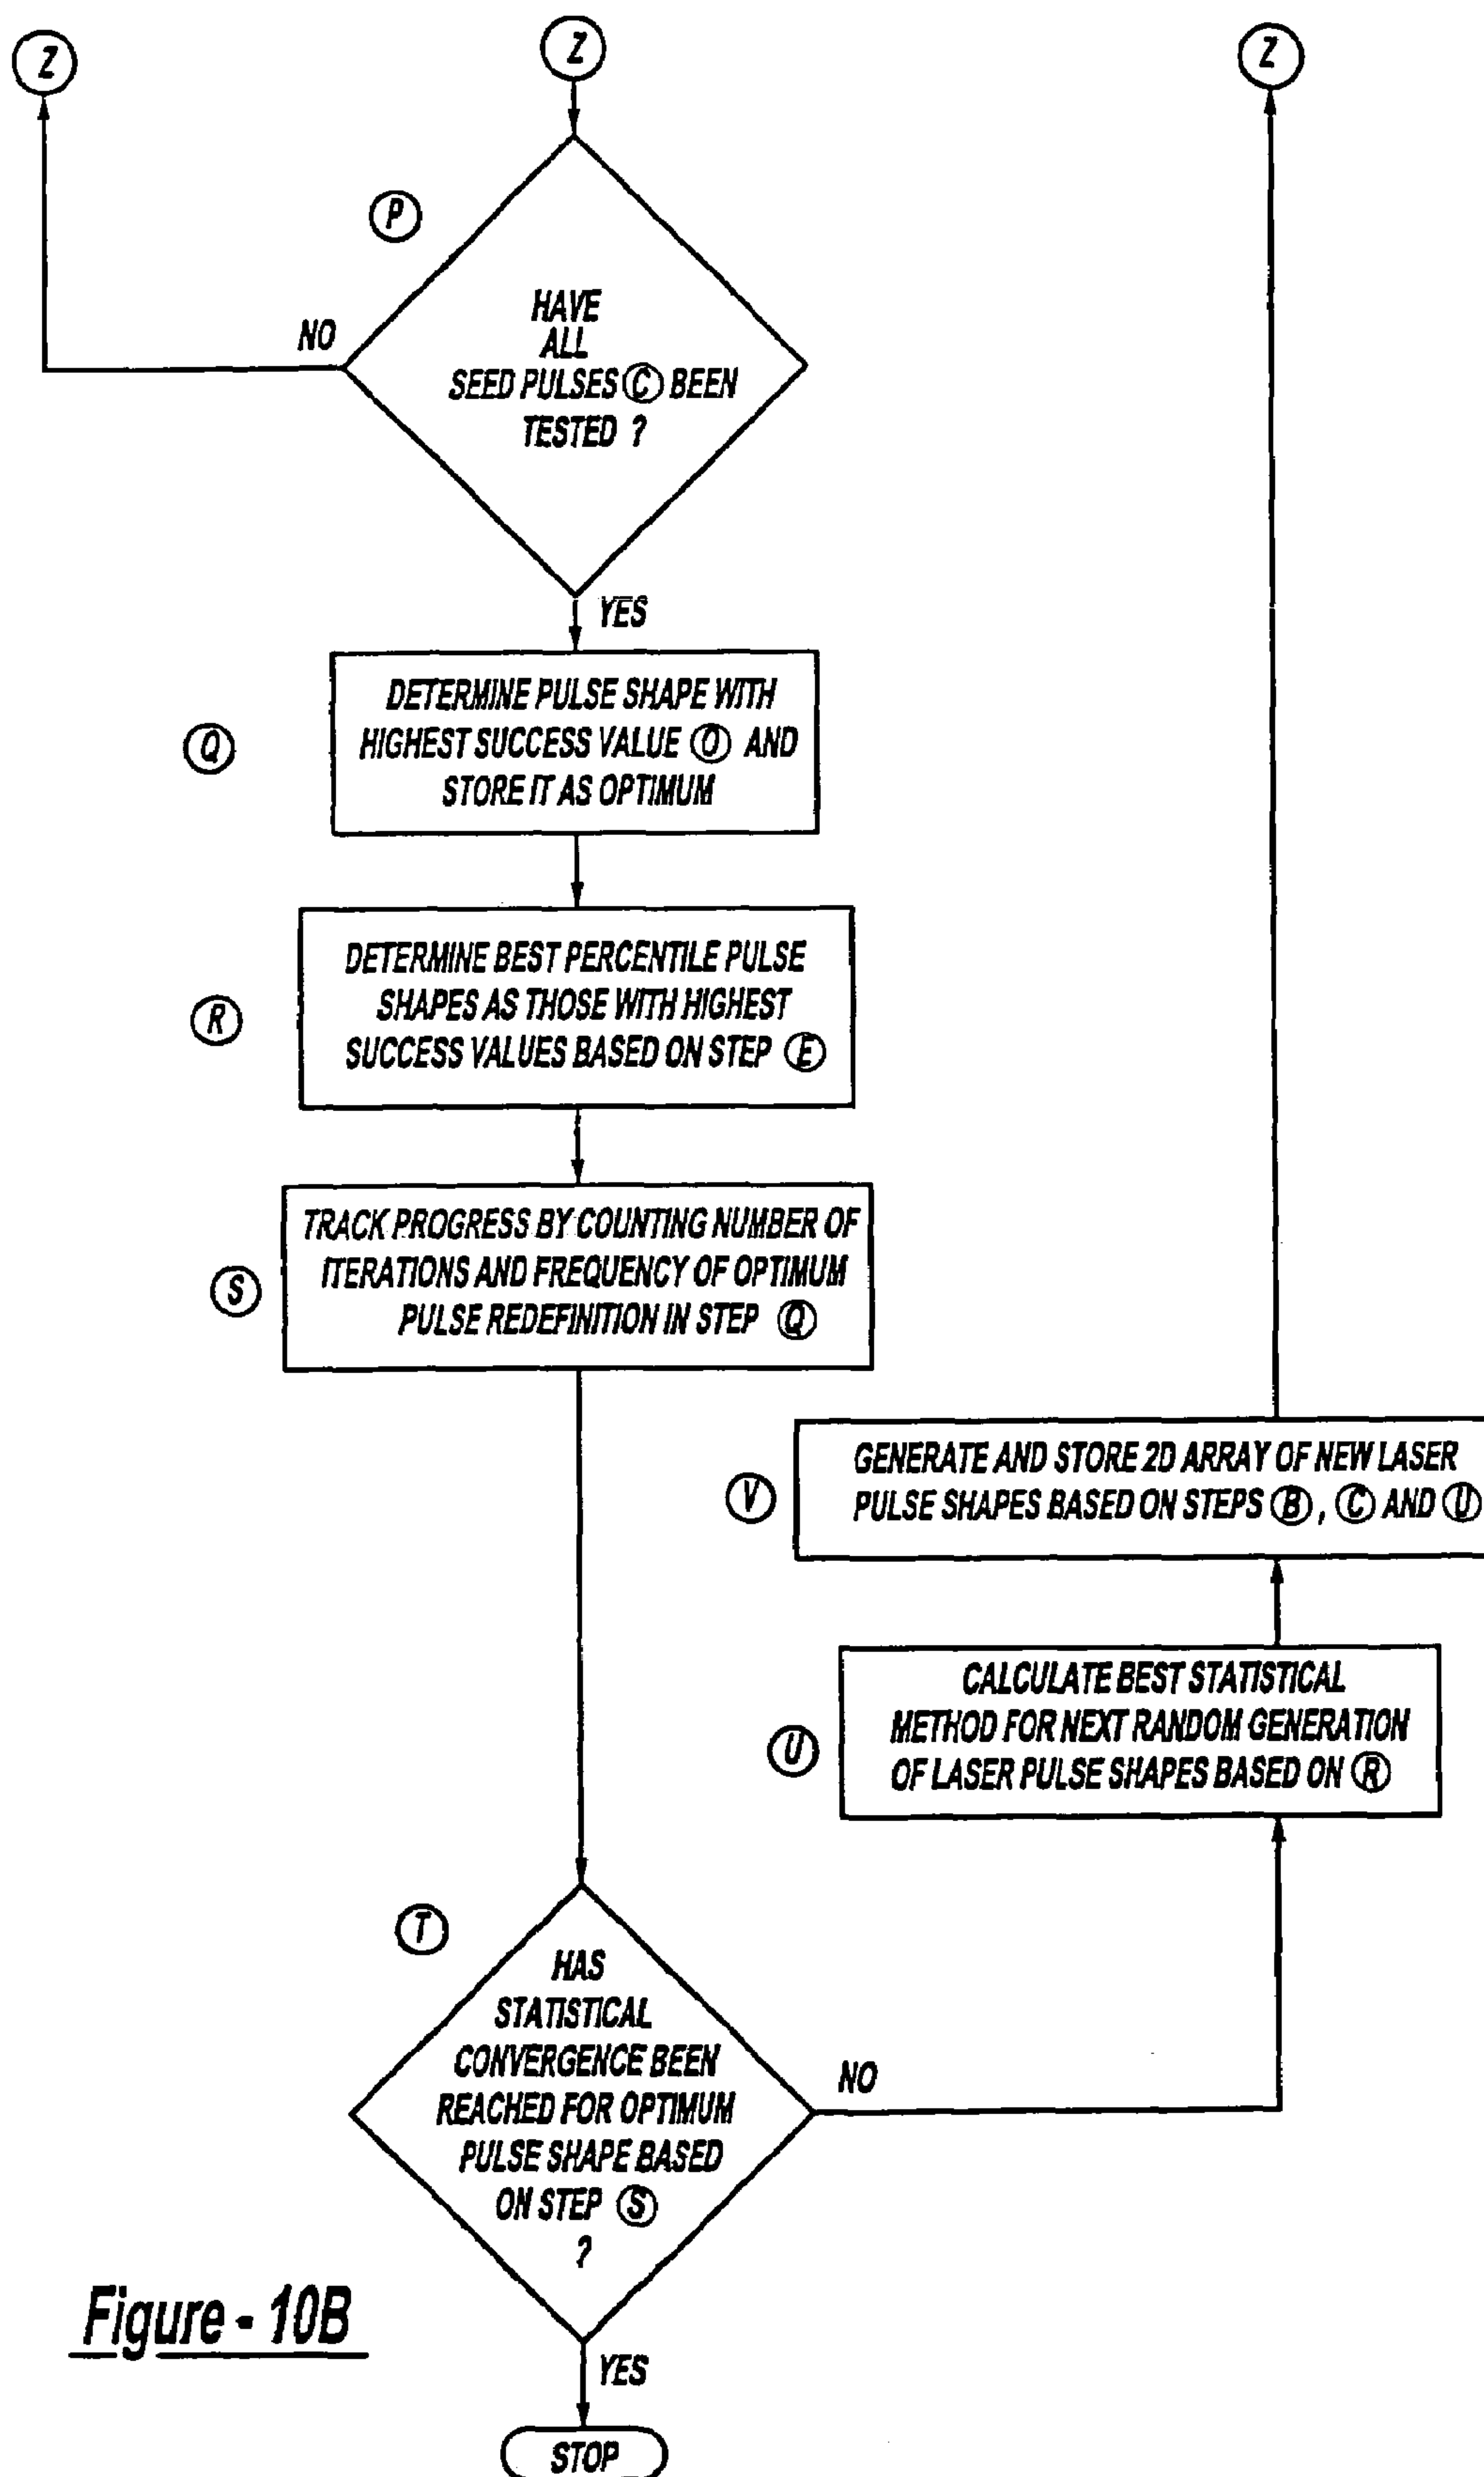 Z
Z
Z
P
HAVE
ALL
SEED PULSES C BEEN
TESTED ?
NO
YES
Q
DETERMINE PULSE SHAPE WITH
HIGHEST SUCCESS VALUE O AND
STORE IT AS OPTIMUM
R
DETERMINE BEST PERCENTILE PULSE
SHAPES AS THOSE WITH HIGHEST
SUCCESS VALUES BASED ON STEP E
S
TRACK PROGRESS BY COUNTING NUMBER OF
ITERATIONS AND FREQUENCY OF OPTIMUM
PULSE REDEFINITION IN STEP Q
V
GENERATE AND STORE 2D ARRAY OF NEW LASER
PULSE SHAPES BASED ON STEPS B , C AND U
U
CALCULATE BEST STATISTICAL
METHOD FOR NEXT RANDOM GENERATION
OF LASER PULSE SHAPES BASED ON R
T
HAS
STATISTICAL
CONVERGENCE BEEN
REACHED FOR OPTIMUM
PULSE SHAPE BASED
ON STEP S
?
NO
YES
STOP
Figure - 10B